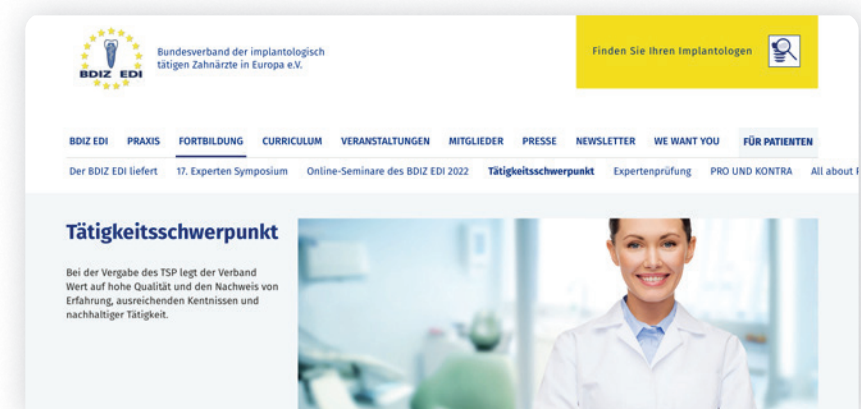 BDIZ EDI
Bundesverband der implantologisch
tätigen Zahnärzte in Europa e.V.
Finden Sie Ihren Implantologen
BDIZ EDI PRAXIS FORTBILDUNG CURRICULUM VERANSTALTUNGEN MITGLIEDER PRESSE NEWSLETTER WE WANT YOU FÜR PATIENTEN
Der BDIZ EDI liefert 17. Experten Symposium Online-Seminare des BDIZ EDI 2022 Tätigkeitsschwerpunkt Expertenprüfung PRO UND KONTRA All about
Tätigkeitsschwerpunkt
Bei der Vergabe des TSP legt der Verband
Wert auf hohe Qualität und den Nachweis von
Erfahrung, ausreichenden Kentnissen und
nachhaltiger Tätigkeit.